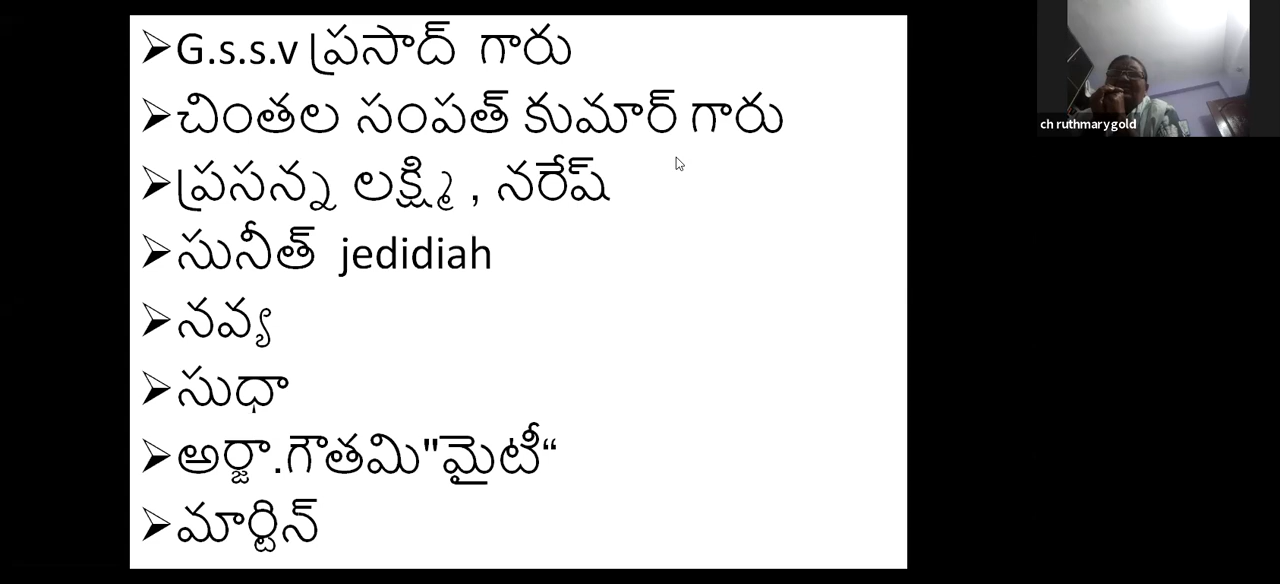 ➢G.s.s.v ప్రసాద్ గారు
➢చింతల సంపత్ కుమార్ గారు
➢ప్రసన్న లక్ష్మి , నరేష్
➢సునీత్ jedidiah
➢నవ్య
➢సుధా
➢అర్జా.గౌతమి"మైటీ“
➢మార్టిన్
ch ruthmarygold